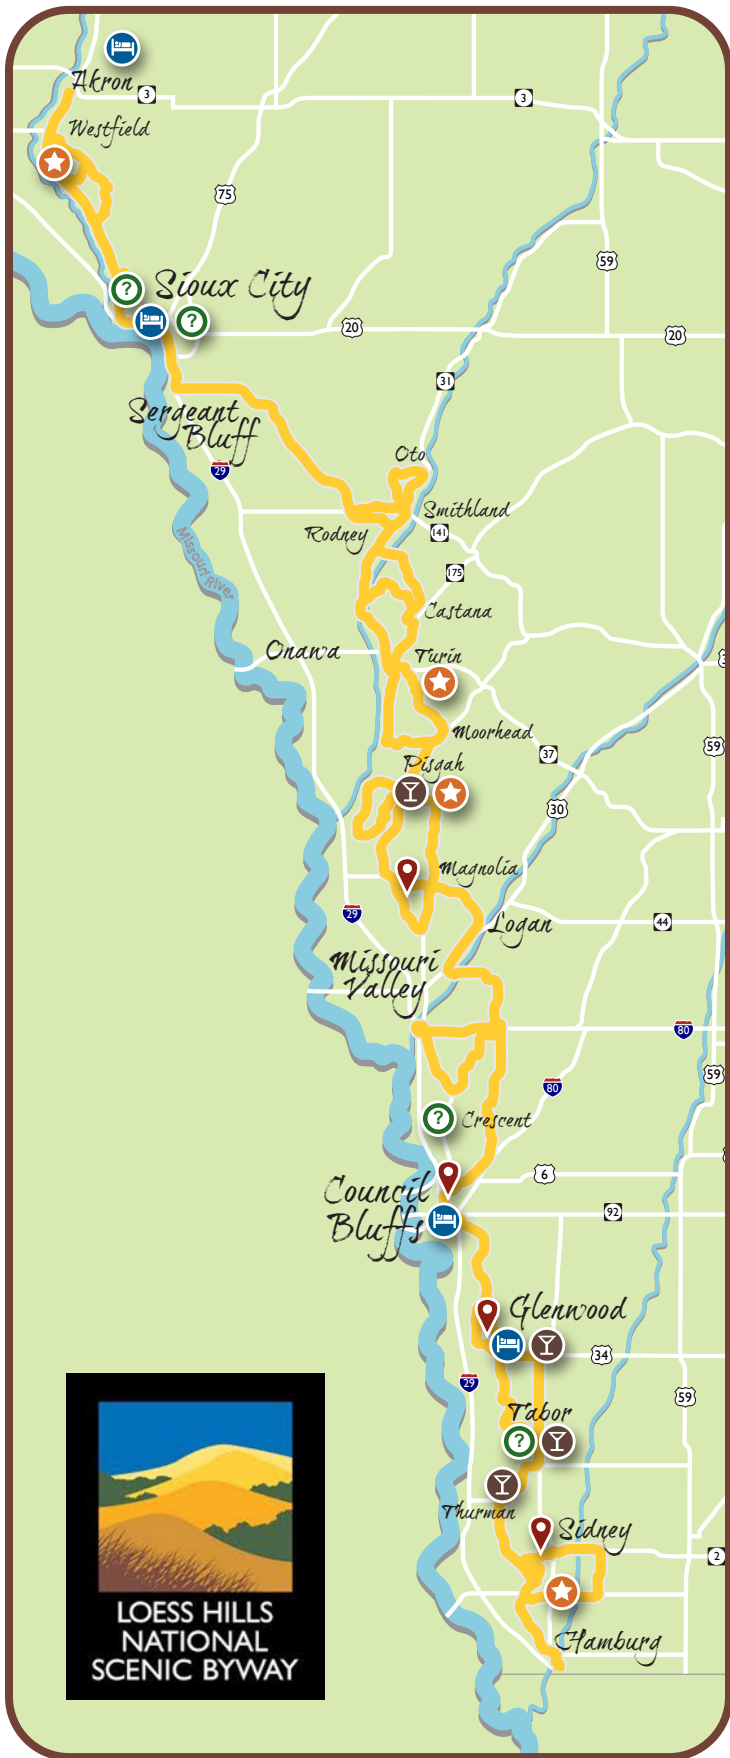 Akron
3
3
Westfield
75
59
?
Sioux City
?
20
20
31
Sergeant
Bluff
29
Oto
Smithland
141
Rodney
Missouri River
175
Castana
Onawa
Turin
Moorhead
59
37
Pisgah
30
Magnolia
29
44
Logan
Missouri
Valley
80
59
80
?
Crescent
6
Council
Bluffs
92
Glenwood
34
29
59
Tabor
?
Thurman
Sidney
2
Hamburg
LOESS HILLS
NATIONAL
SCENIC BYWAY